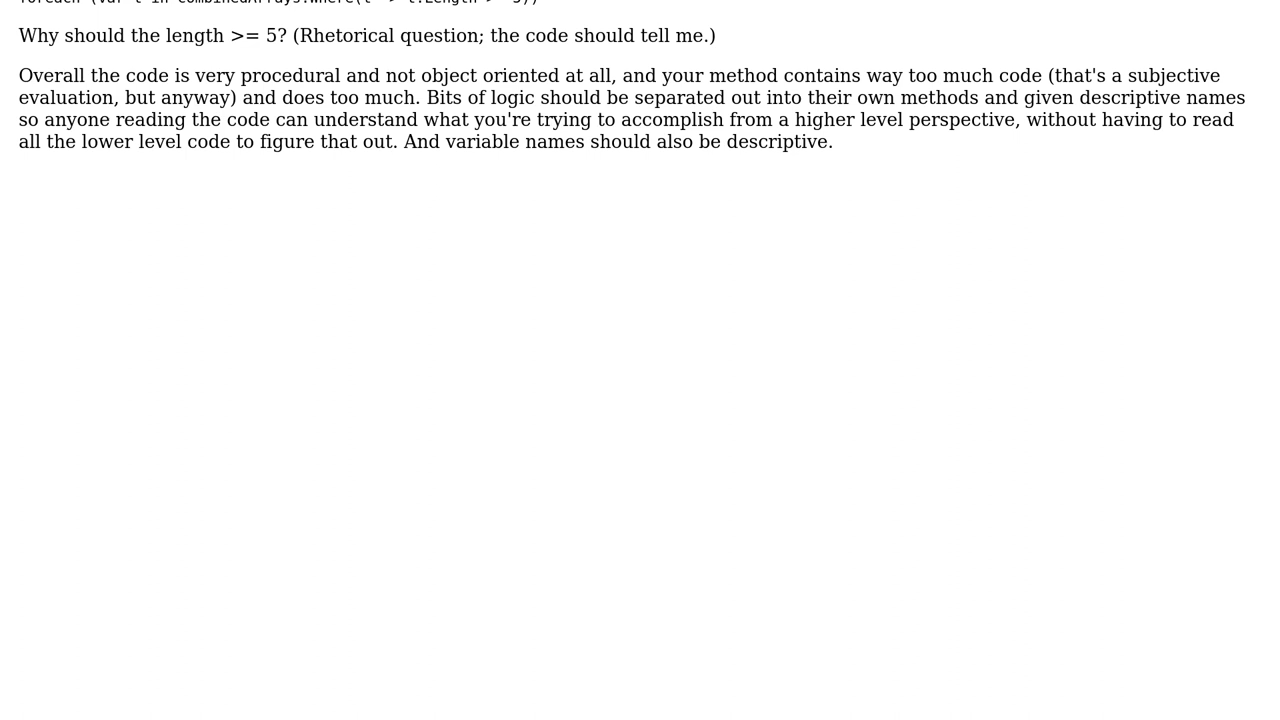 Why should the length >= 5? (Rhetorical question; the code should tell me.)
Overall the code is very procedural and not object oriented at all, and your method contains way too much code (that's a subjective
evaluation, but anyway) and does too much. Bits of logic should be separated out into their own methods and given descriptive names
so anyone reading the code can understand what you're trying to accomplish from a higher level perspective, without having to read
all the lower level code to figure that out. And variable names should also be descriptive.